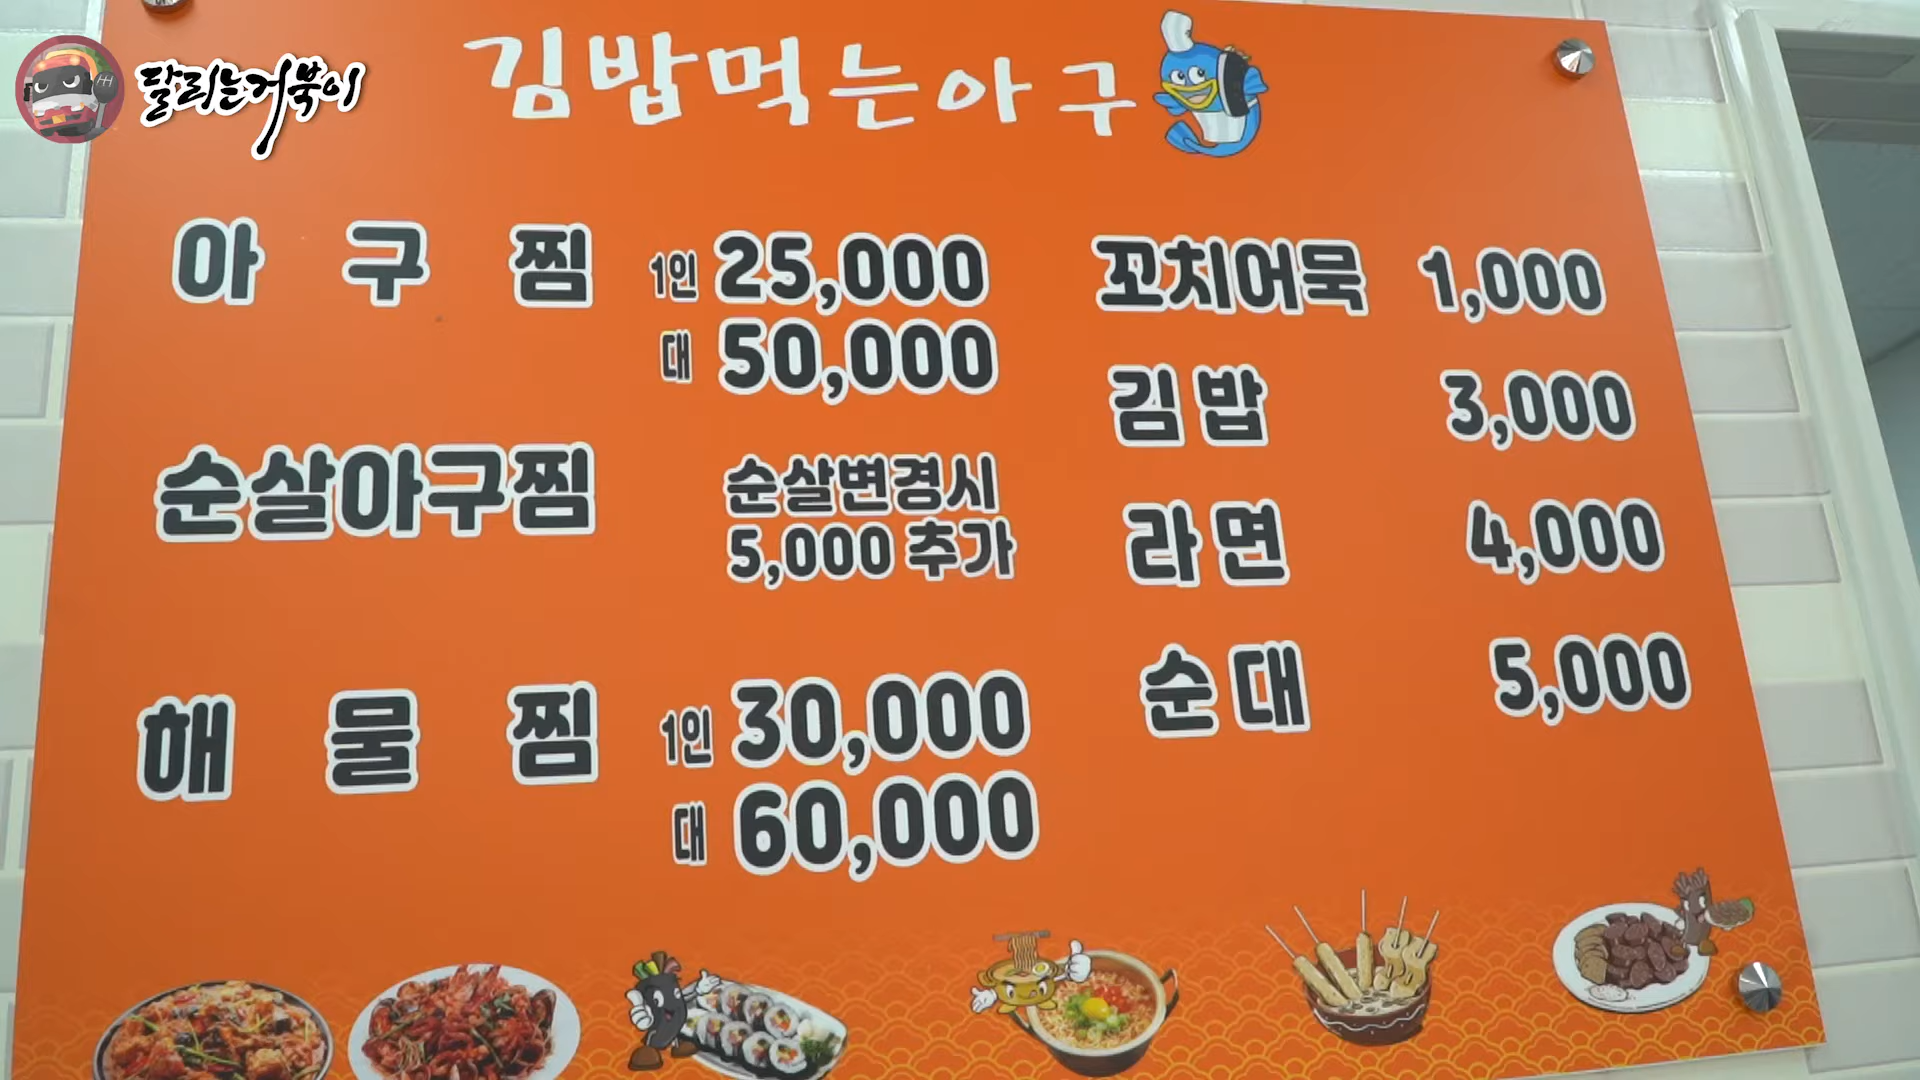 달리는거북이
김밥먹는아구
아 구 찜 1인 25,000
대 50,000
순살아구찜 순살변경시
5,000 추가
해 물 찜 1인 30,000
대 60,000
꼬치어묵 1,000
김밥 3,000
라면 4,000
순대 5,000